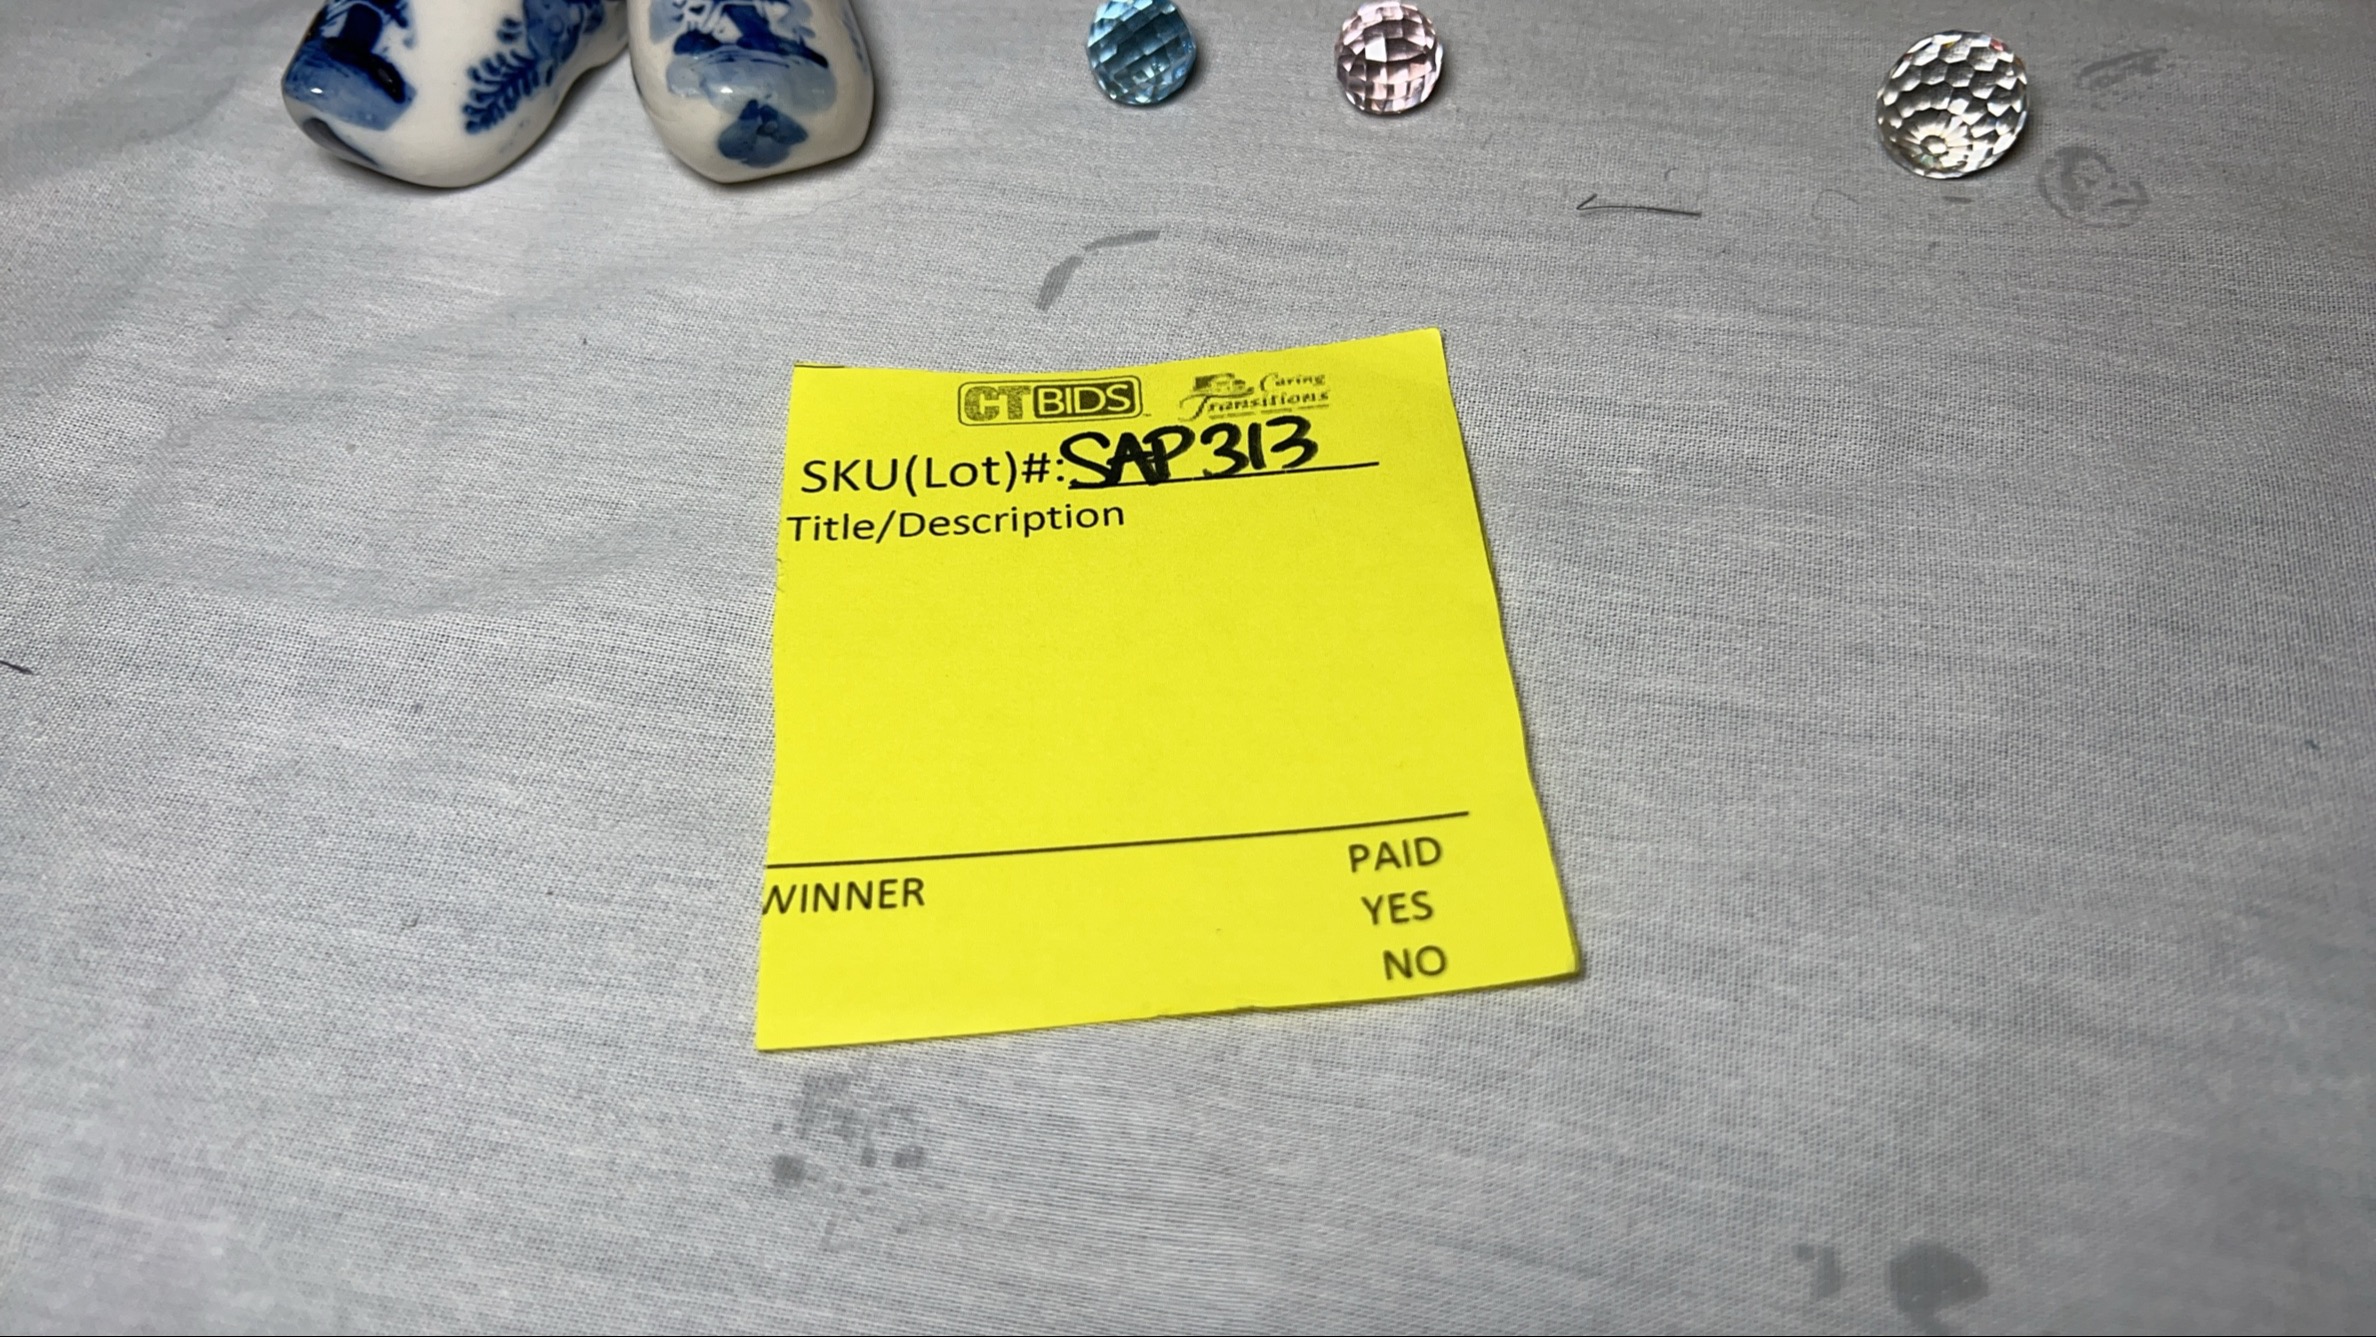 CTBIDS Caring Transitions
SKU(Lot)#: SAP313
Title/Description
WINNER
PAID
YES
NO